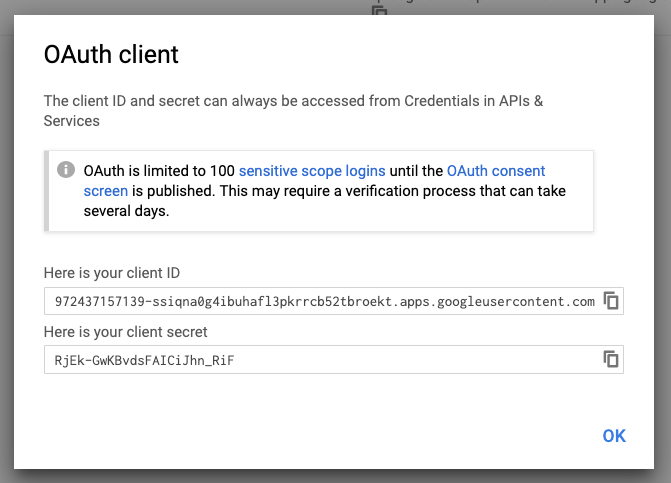 OAuth client
The client ID and secret can always be accessed from Credentials in APIs &
Services
OAuth is limited to 100 sensitive scope logins until the OAuth consent
screen is published. This may require a verification process that can take
several days.
Here is your client ID
972437157139-ssiqna0g4ibuhafl3pkrrcb52tbroekt.apps.googleusercontent.com
Here is your client secret
RjEk-GwKBvdsFAICiJhn_RiF
OK